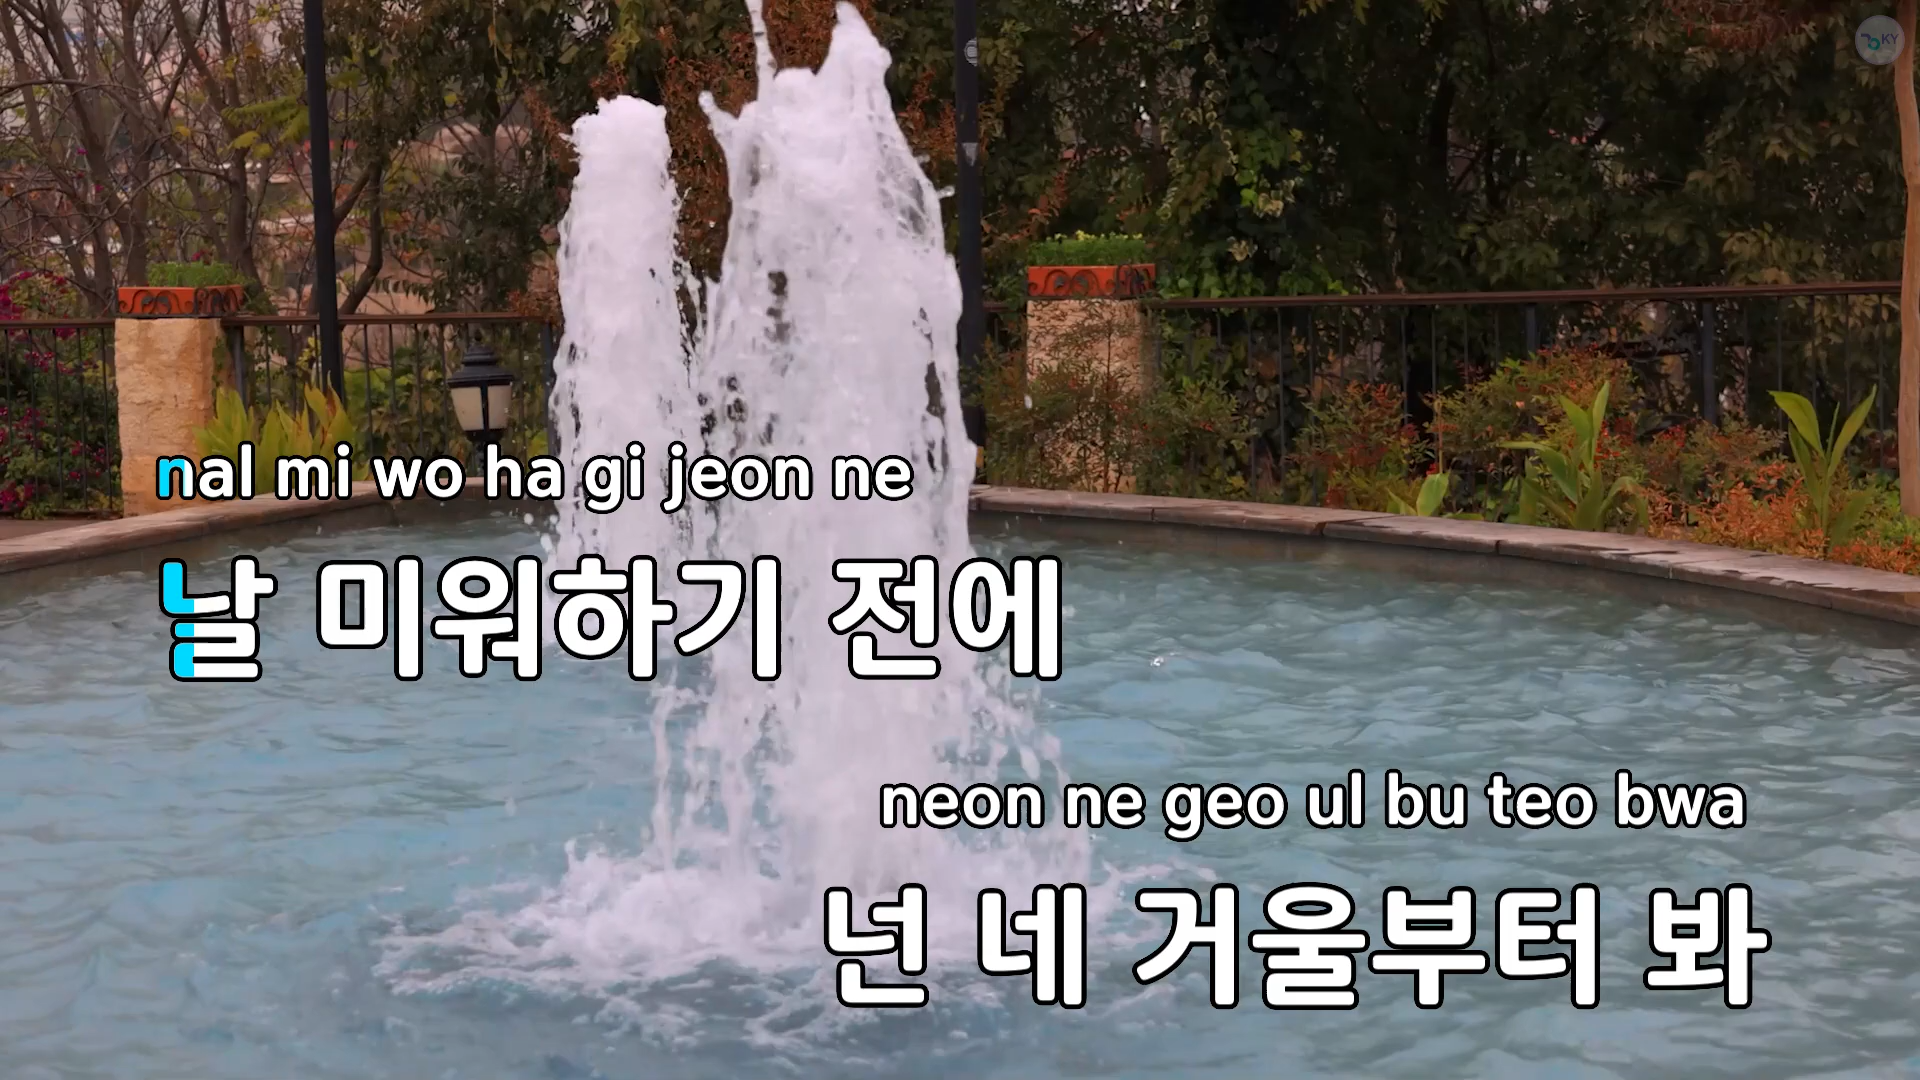 KY
nal mi wo ha gi jeon ne
날 미워하기 전에
neon ne geo ul bu teo bwa
넌 네 거울부터 봐